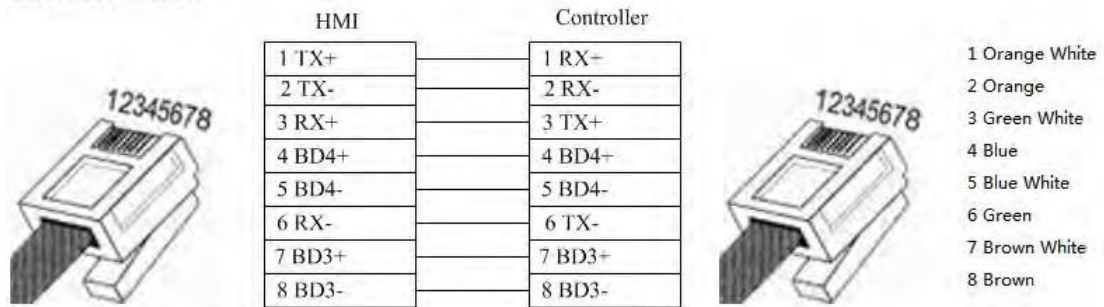 HMI Controller
1 TX+ 1 RX+
2 TX- 2 RX-
3 RX+ 3 TX+
4 BD4+ 4 BD4+
5 BD4- 5 BD4-
6 RX- 6 TX-
7 BD3+ 7 BD3+
8 BD3- 8 BD3-
12345678
12345678
1 Orange White
2 Orange
3 Green White
4 Blue
5 Blue White
6 Green
7 Brown White
8 Brown